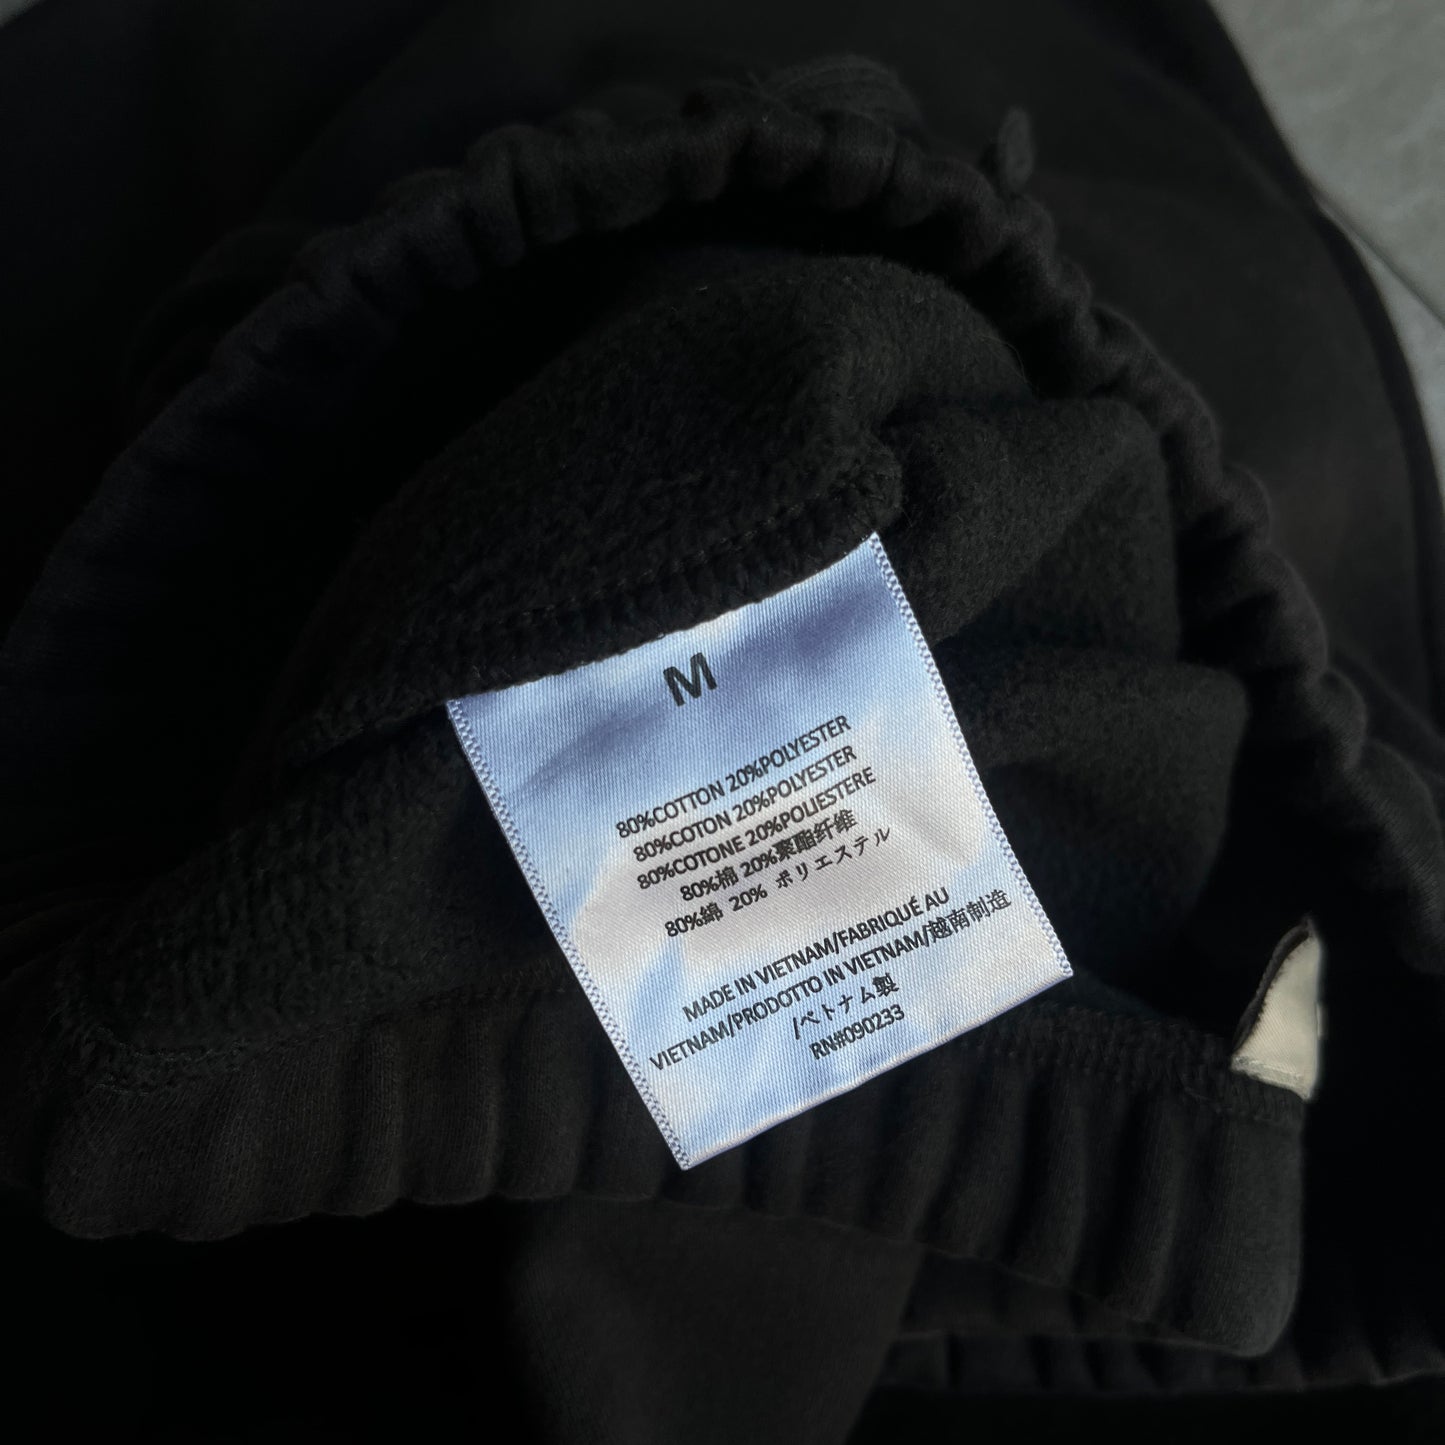 M
80%COTTON 20%POLYESTER
80%COTON 20%POLYESTER
80%COTONE 20%POLIESTERE
80%棉 20%聚酯纤维
80%綿 20% ポリエステル
MADE IN VIETNAM/FABRIQUÉ AU
VIETNAM/PRODOTTO IN VIETNAM/越南制造
/ベトナム製
RN#090233